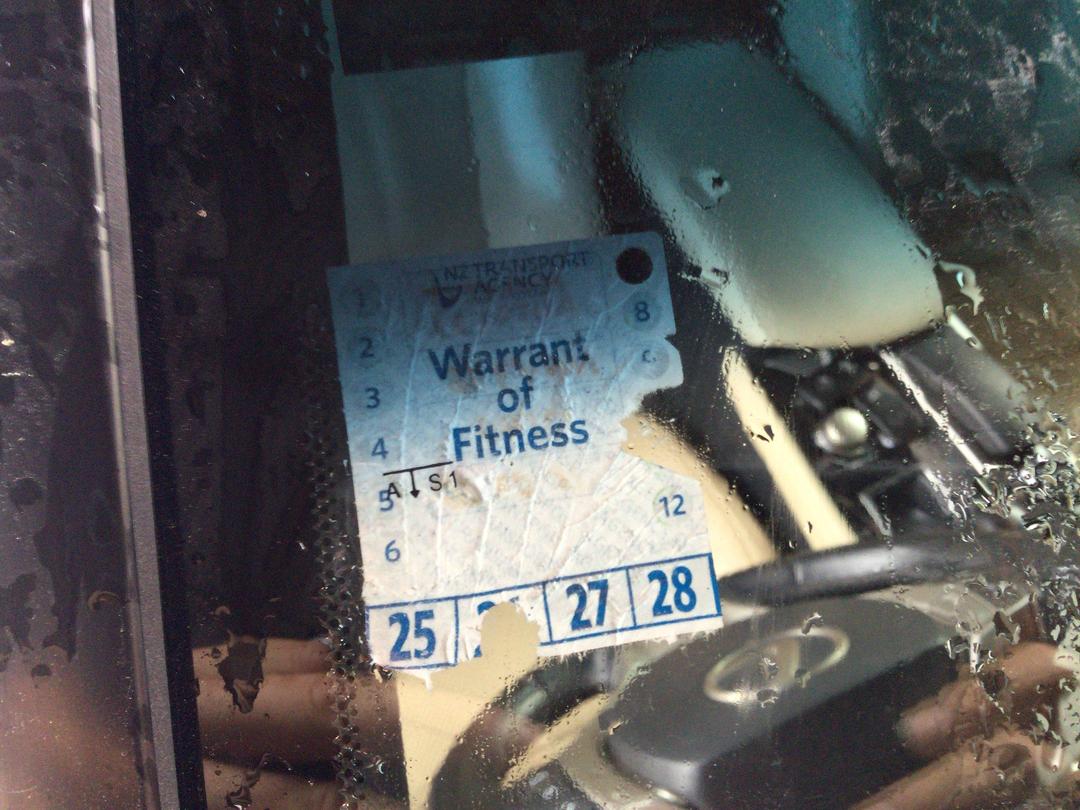 NZ TRANSPORT
AGENCY
1
2
3
4
5
6
8
12
Warrant
of
Fitness
A S1
25
27
28